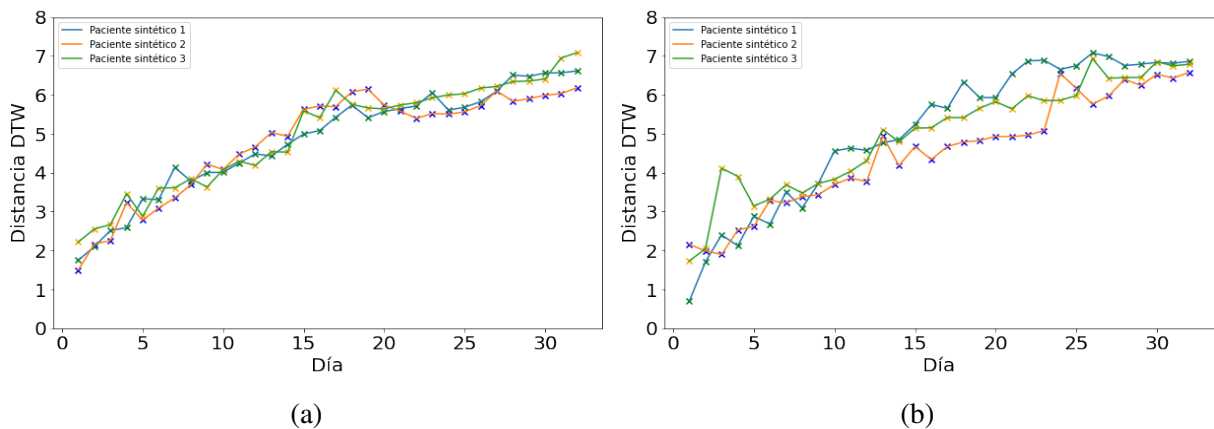 8
7
6
5
4
3
2
1
0
Distancia DTW
Paciente sintético 1
Paciente sintético 2
Paciente sintético 3
0 5 10 15 20 25 30
Día
(a)
8
7
6
5
4
3
2
1
0
Distancia DTW
Paciente sintético 1
Paciente sintético 2
Paciente sintético 3
0 5 10 15 20 25 30
Día
(b)